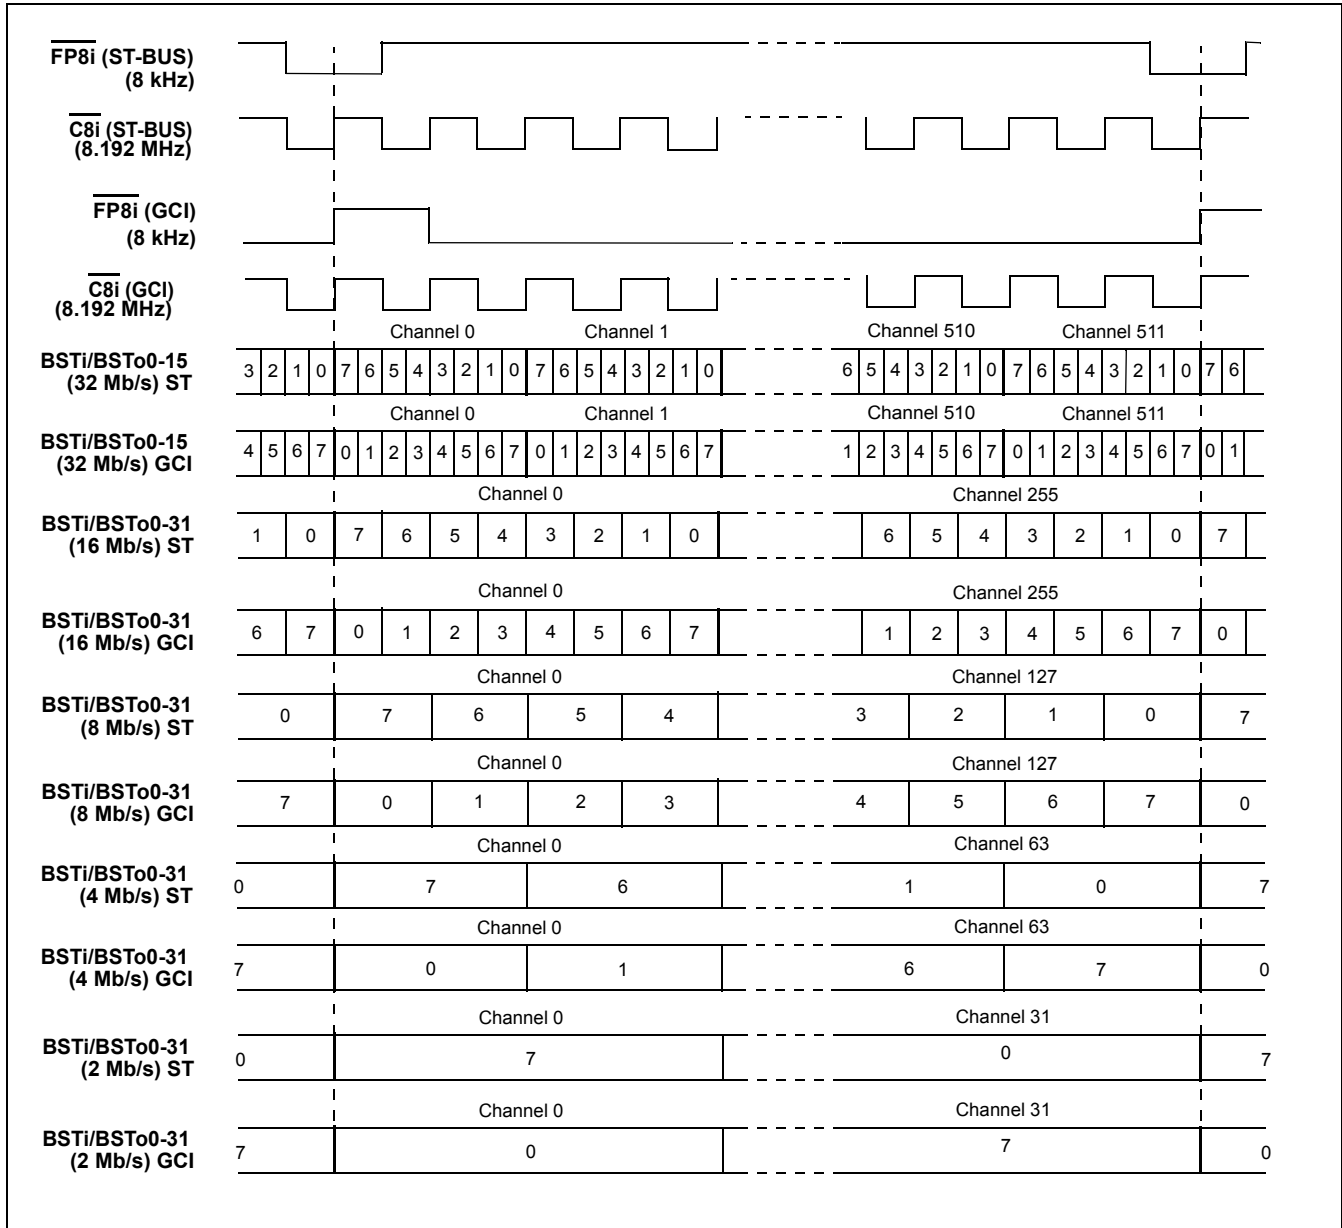 FP8i (ST-BUS)
(8 kHz)
C8i (ST-BUS)
(8.192 MHz)
FP8i (GCI)
(8 kHz)
C8i (GCI)
(8.192 MHz)
Channel 0 Channel 1 Channel 510 Channel 511
BSTi/BSTo0-15
(32 Mb/s) ST
3 2 1 0 7 6 5 4 3 2 1 0 7 6 5 4 3 2 1 0 6 5 4 3 2 1 0 7 6 5 4 3 2 1 0 7 6
Channel 0 Channel 1 Channel 510 Channel 511
BSTi/BSTo0-15
(32 Mb/s) GCI
4 5 6 7 0 1 2 3 4 5 6 7 0 1 2 3 4 5 6 7 1 2 3 4 5 6 7 0 1 2 3 4 5 6 7 0 1
Channel 0 Channel 255
BSTi/BSTo0-31
(16 Mb/s) ST
1 0 7 6 5 4 3 2 1 0 6 5 4 3 2 1 0 7
Channel 0 Channel 255
BSTi/BSTo0-31
(16 Mb/s) GCI
6 7 0 1 2 3 4 5 6 7 1 2 3 4 5 6 7 0
Channel 0 Channel 127
BSTi/BSTo0-31
(8 Mb/s) ST
0 7 6 5 4 3 2 1 0 7
Channel 0 Channel 127
BSTi/BSTo0-31
(8 Mb/s) GCI
7 0 1 2 3 4 5 6 7 0
Channel 0 Channel 63
BSTi/BSTo0-31
(4 Mb/s) ST
0 7 6 1 0 7
Channel 0 Channel 63
BSTi/BSTo0-31
(4 Mb/s) GCI
7 0 1 6 7 0
Channel 0 Channel 31
BSTi/BSTo0-31
(2 Mb/s) ST
0 7 0 7
Channel 0 Channel 31
BSTi/BSTo0-31
(2 Mb/s) GCI
7 0 7 0